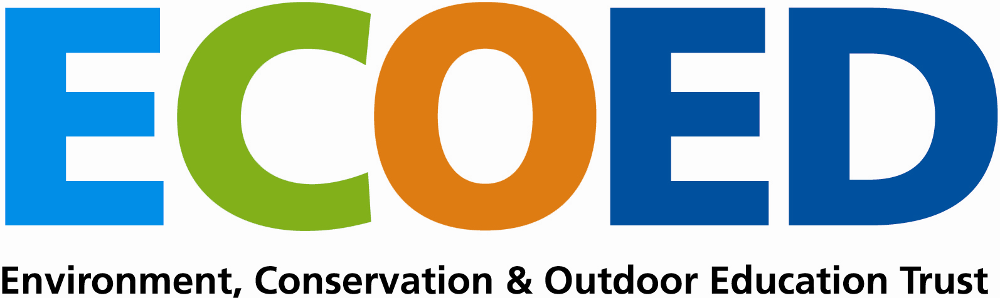 ECOED
Environment, Conservation & Outdoor Education Trust